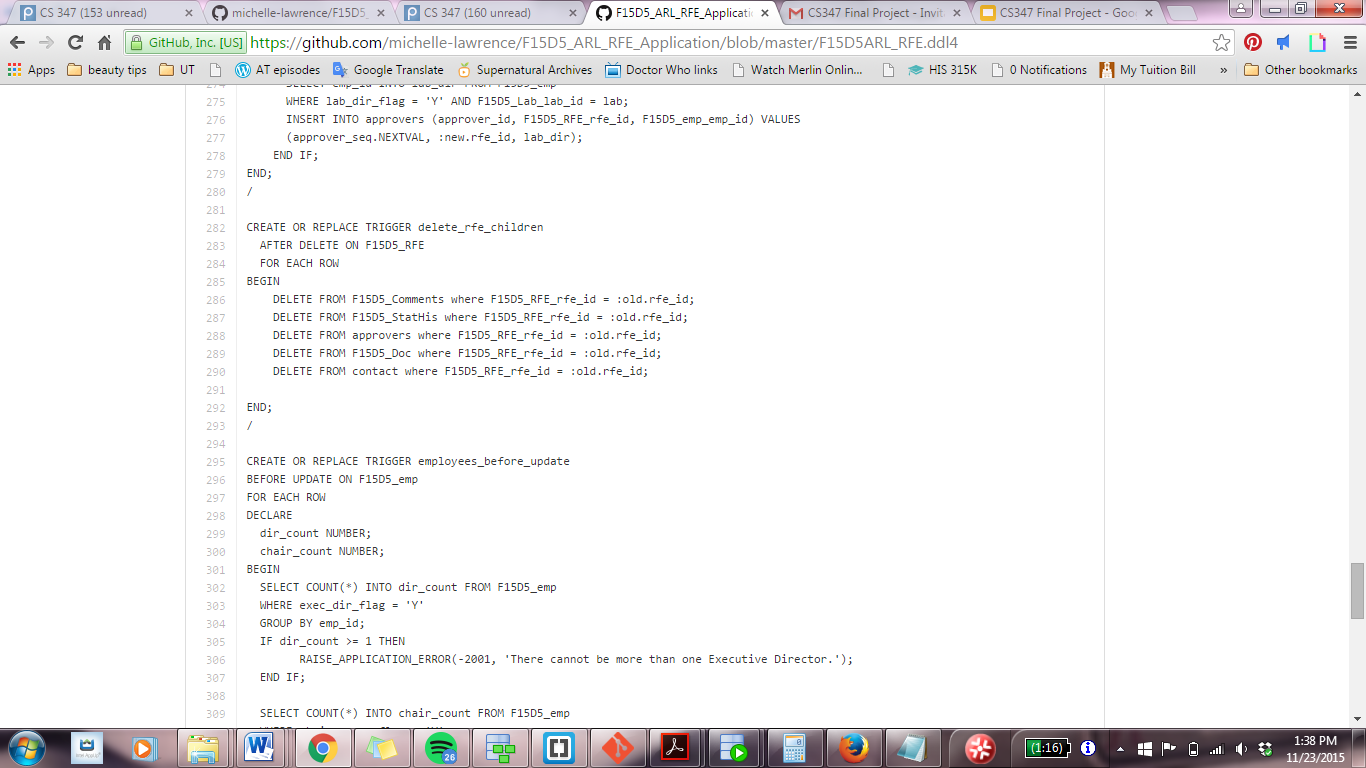 CS 347 (153 unread)
michelle-lawrence/F15D5_
CS 347 (160 unread)
F15D5_ARL_RFE_Applicatio
CS347 Final Project - Invit
CS347 Final Project - Goo
GitHub, Inc. [US] https://github.com/michelle-lawrence/F15D5_ARL_RFE_Application/blob/master/F15D5ARL_RFE.ddl4
Apps beauty tips UT AT episodes Google Translate Supernatural Archives Doctor Who links Watch Merlin Onlin... HIS 315K 0 Notifications My Tuition Bill » Other bookmarks
274 SELECT emp_id INTO lab_dir FROM F15D5_emp
275 WHERE lab_dir_flag = 'Y' AND F15D5_Lab_lab_id = lab;
276 INSERT INTO approvers (approver_id, F15D5_RFE_rfe_id, F15D5_emp_emp_id) VALUES
277 (approver_seq.NEXTVAL, :new.rfe_id, lab_dir);
278 END IF;
279 END;
280 /
281
282 CREATE OR REPLACE TRIGGER delete_rfe_children
283 AFTER DELETE ON F15D5_RFE
284 FOR EACH ROW
285 BEGIN
286 DELETE FROM F15D5_Comments where F15D5_RFE_rfe_id = :old.rfe_id;
287 DELETE FROM F15D5_StatHis where F15D5_RFE_rfe_id = :old.rfe_id;
288 DELETE FROM approvers where F15D5_RFE_rfe_id = :old.rfe_id;
289 DELETE FROM F15D5_Doc where F15D5_RFE_rfe_id = :old.rfe_id;
290 DELETE FROM contact where F15D5_RFE_rfe_id = :old.rfe_id;
291
292 END;
293 /
294
295 CREATE OR REPLACE TRIGGER employees_before_update
296 BEFORE UPDATE ON F15D5_emp
297 FOR EACH ROW
298 DECLARE
299 dir_count NUMBER;
300 chair_count NUMBER;
301 BEGIN
302 SELECT COUNT(*) INTO dir_count FROM F15D5_emp
303 WHERE exec_dir_flag = 'Y'
304 GROUP BY emp_id;
305 IF dir_count >= 1 THEN
306 RAISE_APPLICATION_ERROR(-2001, 'There cannot be more than one Executive Director.');
307 END IF;
308
309 SELECT COUNT(*) INTO chair_count FROM F15D5_emp
26
(1:16)
1:38 PM
11/23/2015